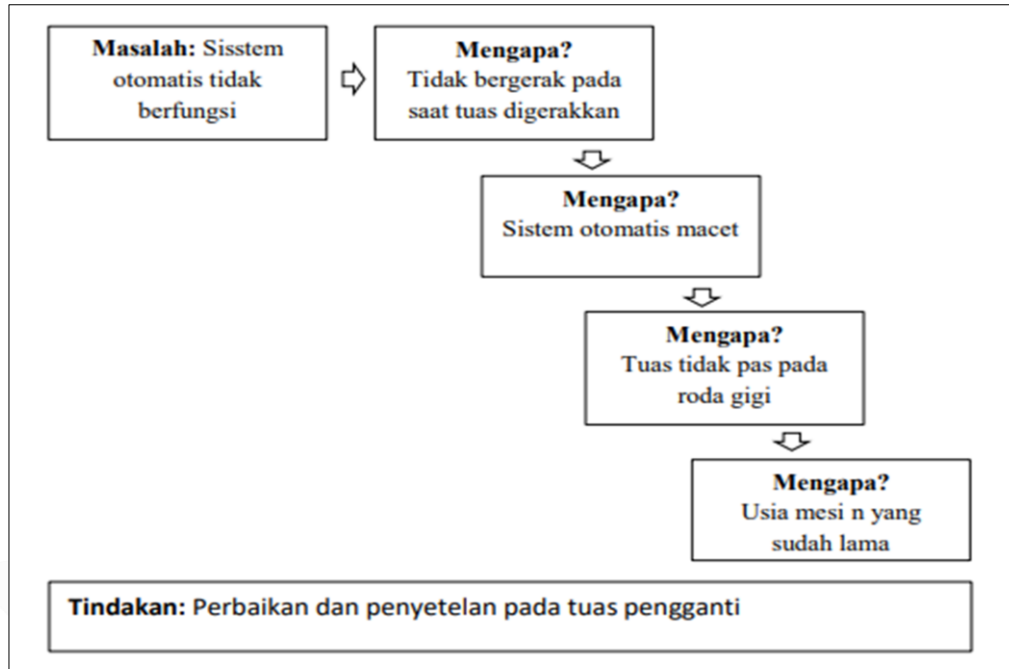 Masalah: Sisstem
otomatis tidak
berfungsi
Mengapa?
Tidak bergerak pada
saat tuas digerakkan
Mengapa?
Sistem otomatis macet
Mengapa?
Tuas tidak pas pada
roda gigi
Mengapa?
Usia mesi n yang
sudah lama
Tindakan: Perbaikan dan penyetelan pada tuas pengganti